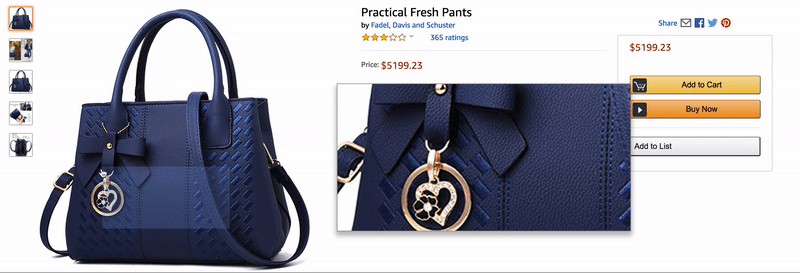 Practical Fresh Pants
by Fadel, Davis and Schuster
365 ratings
Price: $5199.23
Share
$5199.23
Add to Cart
Buy Now
Add to List